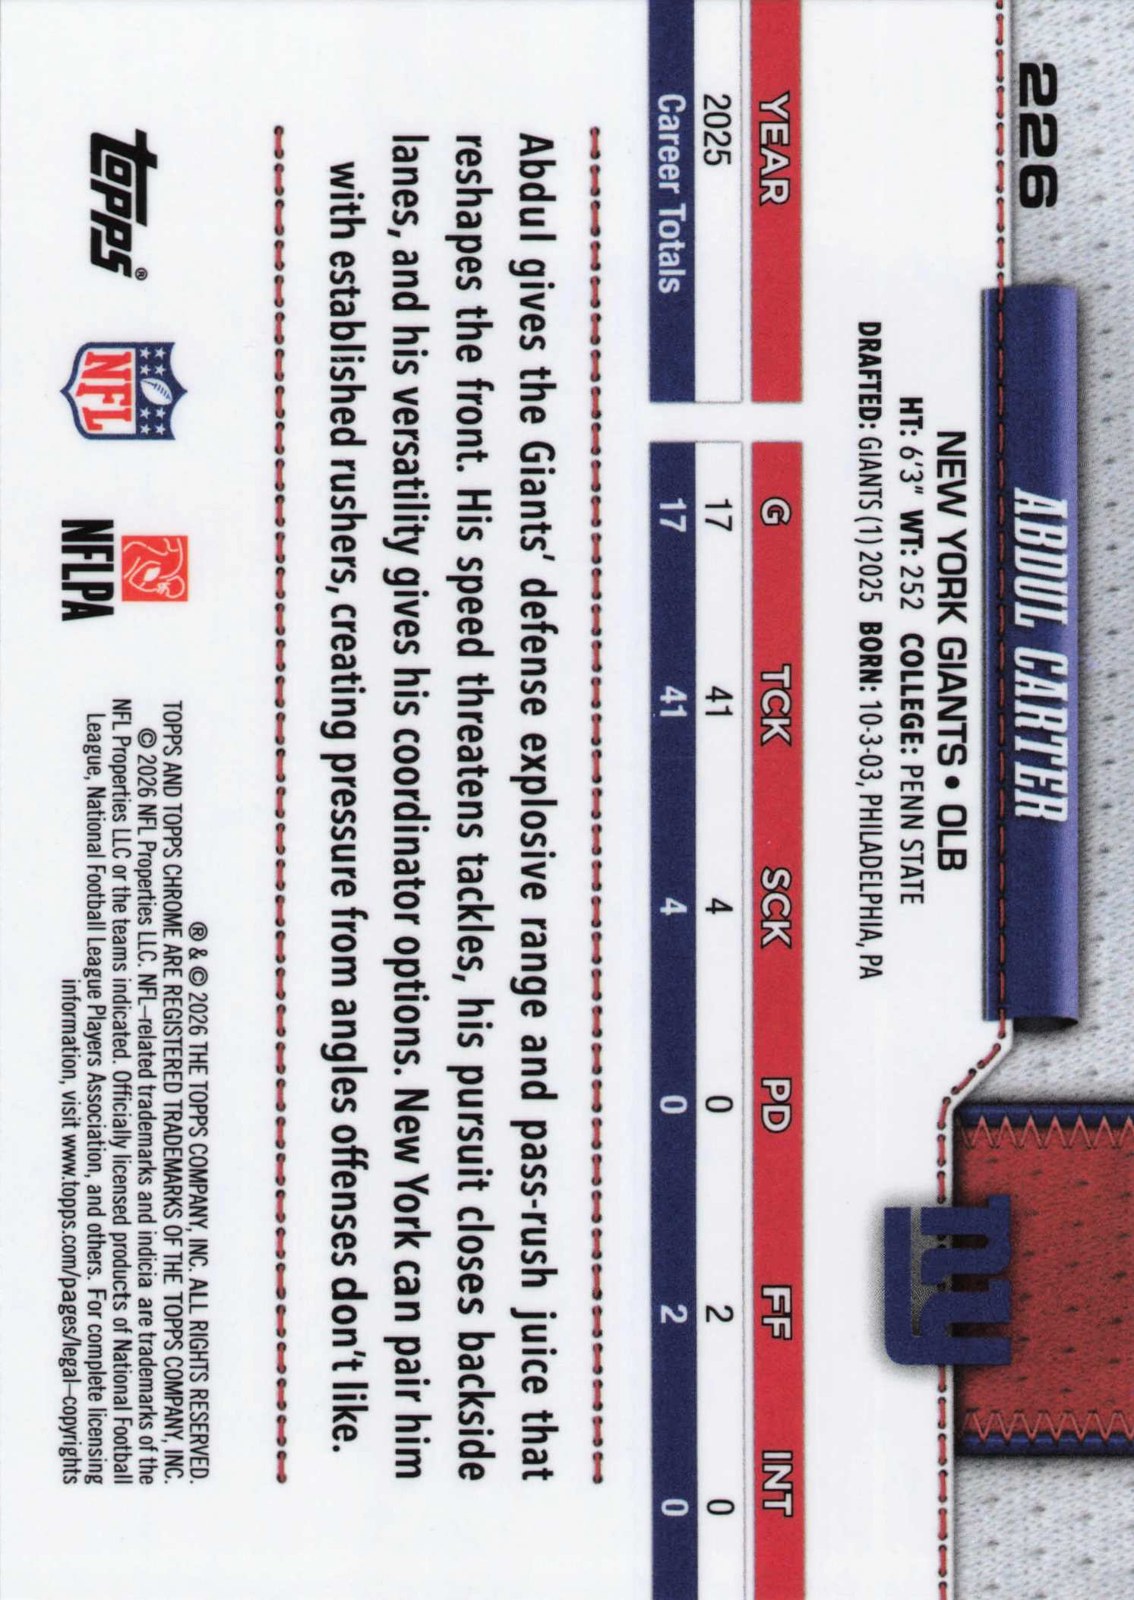 226
ABDUL CARTER
NEW YORK GIANTS • OLB
HT: 6'3" WT: 252 COLLEGE: PENN STATE
DRAFTED: GIANTS (1) 2025 BORN: 10-3-03, PHILADELPHIA, PA
ny
YEAR G TCK SCK PD FF INT
2025 17 41 4 0 2 0
Career Totals 17 41 4 0 2 0
Abdul gives the Giants' defense explosive range and pass-rush juice that
reshapes the front. His speed threatens tackles, his pursuit closes backside
lanes, and his versatility gives his coordinator options. New York can pair him
with established rushers, creating pressure from angles offenses don't like.
topps®
NFL
NFLPA
® & © 2026 THE TOPPS COMPANY, INC. ALL RIGHTS RESERVED.
TOPPS AND TOPPS CHROME ARE REGISTERED TRADEMARKS OF THE TOPPS COMPANY, INC.
© 2026 NFL Properties LLC. NFL-related trademarks and indicia are trademarks of the
NFL Properties LLC or the teams indicated. Officially licensed products of National Football
League, National Football League Players Association, and others. For complete licensing
information, visit www.topps.com/pages/legal-copyrights